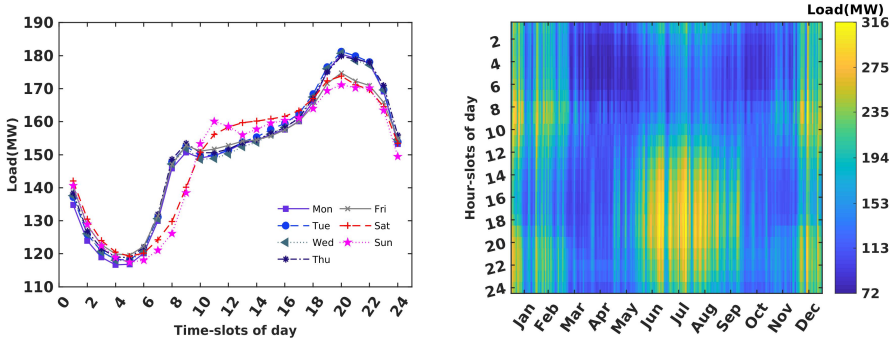 Load(MW)
190
180
170
160
150
140
130
120
110
0 2 4 6 8 10 12 14 16 18 20 22 24
Time-slots of day
Mon
Tue
Wed
Thu
Fri
Sat
Sun
Hour-slots of day
2
4
6
8
10
12
14
16
18
20
22
24
Jan Feb Mar Apr May Jun Jul Aug Sep Oct Nov Dec
Load(MW)
316
275
235
194
153
113
72